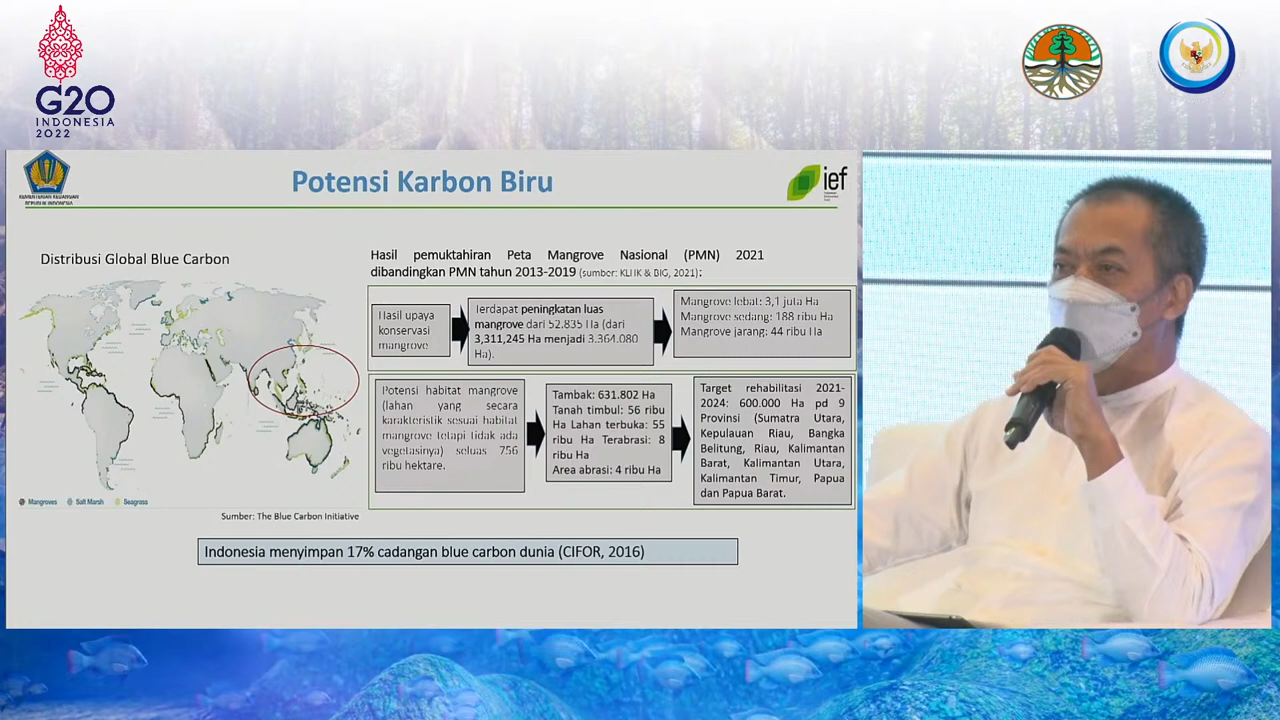 G20
INDONESIA
2022
KEMENTERIAN KEUANGAN
REPUBLIK INDONESIA
Potensi Karbon Biru
ief
Distribusi Global Blue Carbon
Mangroves
Salt Marsh
Seagrass
Sumber: The Blue Carbon Initiative
Hasil pemuktahiran Peta Mangrove Nasional (PMN) 2021
dibandingkan PMN tahun 2013-2019 (sumber: KLHK & BIG, 2021):
Hasil upaya
konservasi
mangrove
Terdapat peningkatan luas
mangrove dari 52.835 Ha (dari
3,311,245 Ha menjadi 3.364.080
Ha).
Mangrove lebat: 3,1 juta Ha
Mangrove sedang: 188 ribu Ha
Mangrove jarang: 44 ribu Ha
Potensi habitat mangrove
(lahan yang secara
karakteristik sesuai habitat
mangrove tetapi tidak ada
vegetasinya) seluas 756
ribu hektare.
Tambak: 631.802 Ha
Tanah timbul: 56 ribu
Ha Lahan terbuka: 55
ribu Ha Terabrasi: 8
ribu Ha
Area abrasi: 4 ribu Ha
Target rehabilitasi 2021-
2024: 600.000 Ha pd 9
Provinsi (Sumatra Utara,
Kepulauan Riau, Bangka
Belitung, Riau, Kalimantan
Barat, Kalimantan Utara,
Kalimantan Timur, Papua
dan Papua Barat.
Indonesia menyimpan 17% cadangan blue carbon dunia (CIFOR, 2016)